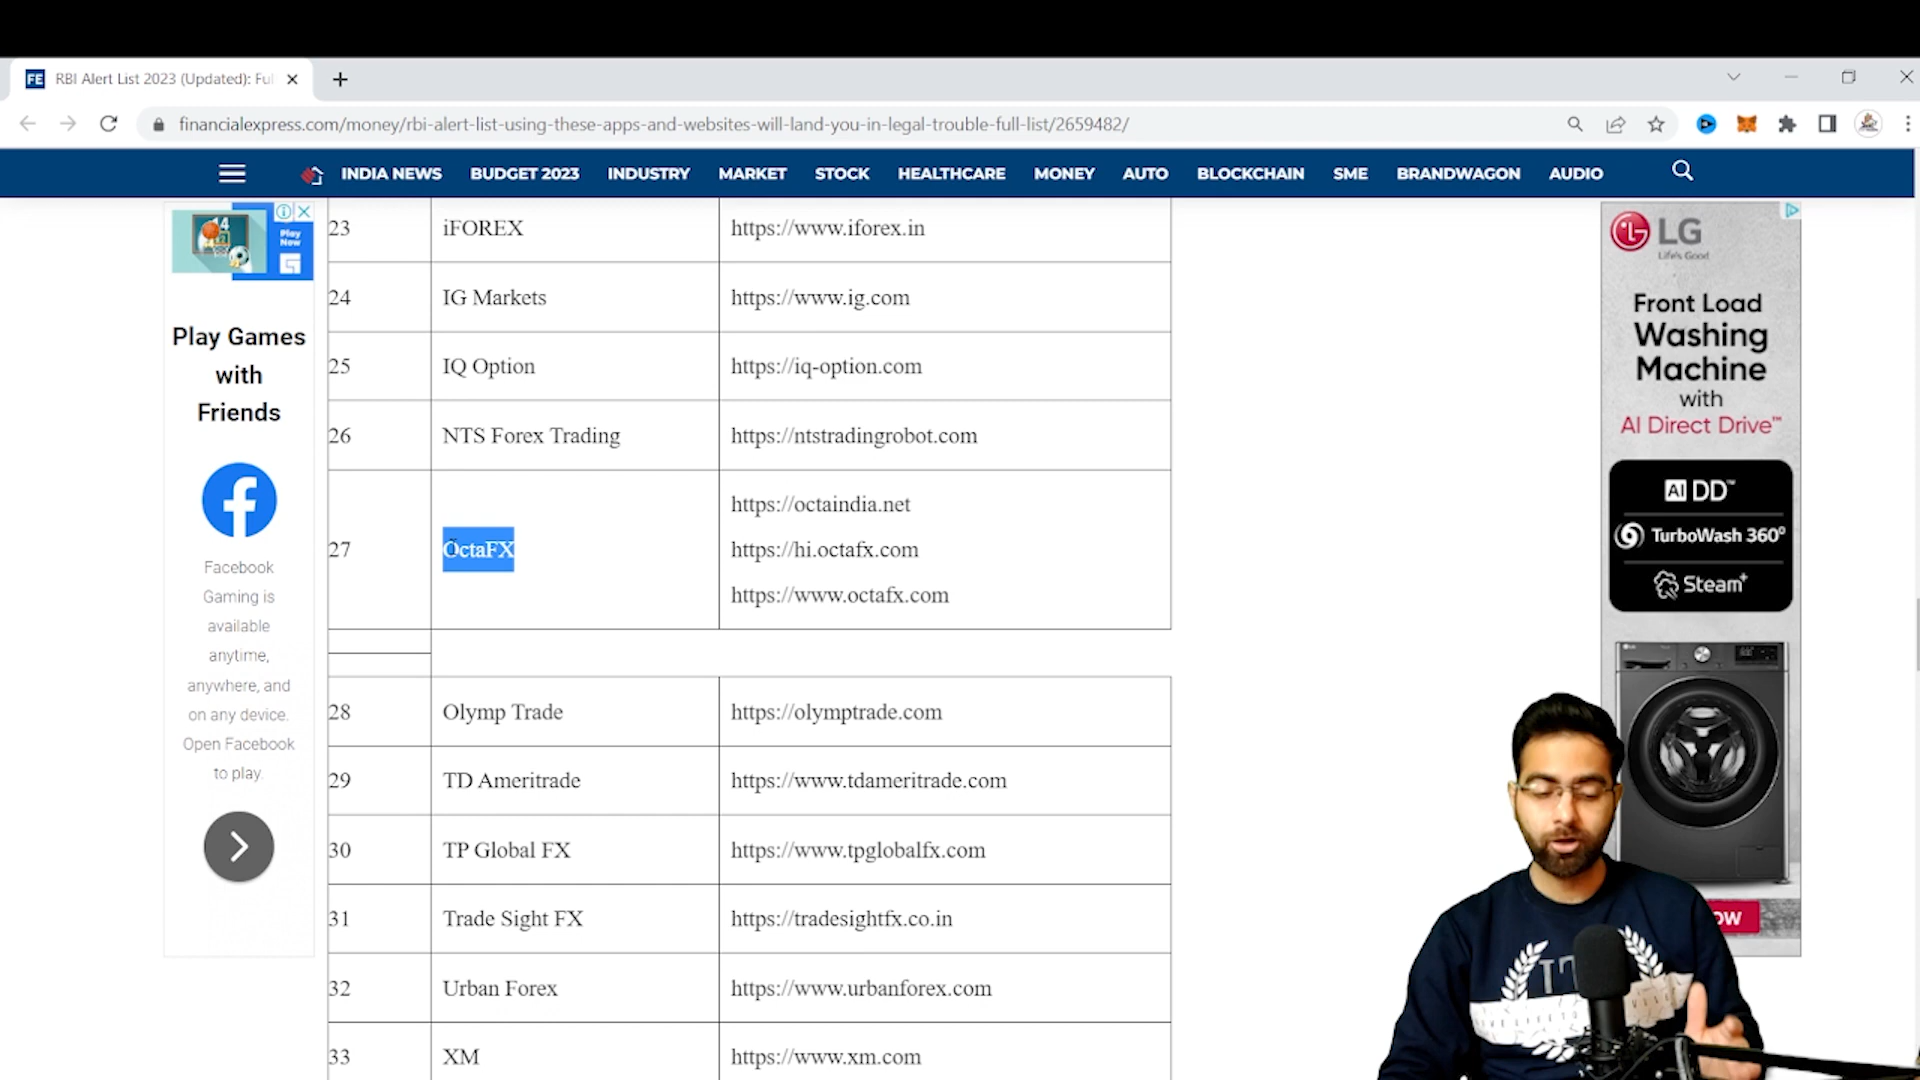 FE RBI Alert List 2023 (Updated): Ful
financialexpress.com/money/rbi-alert-list-using-these-apps-and-websites-will-land-you-in-legal-trouble-full-list/2659482/
INDIA NEWS BUDGET 2023 INDUSTRY MARKET STOCK HEALTHCARE MONEY AUTO BLOCKCHAIN SME BRANDWAGON AUDIO
Play
Now
Play Games
with
Friends
Facebook
Gaming is
available
anytime,
anywhere, and
on any device.
Open Facebook
to play.
23 iFOREX https://www.iforex.in
24 IG Markets https://www.ig.com
25 IQ Option https://iq-option.com
26 NTS Forex Trading https://ntstradingrobot.com
27 OctaFX https://octaindia.net
https://hi.octafx.com
https://www.octafx.com
28 Olymp Trade https://olymptrade.com
29 TD Ameritrade https://www.tdameritrade.com
30 TP Global FX https://www.tpglobalfx.com
31 Trade Sight FX https://tradesightfx.co.in
32 Urban Forex https://www.urbanforex.com
33 XM https://www.xm.com
LG
Life's Good
Front Load
Washing
Machine
with
AI Direct Drive™
AI DD™
TurboWash 360°
Steam+
OW